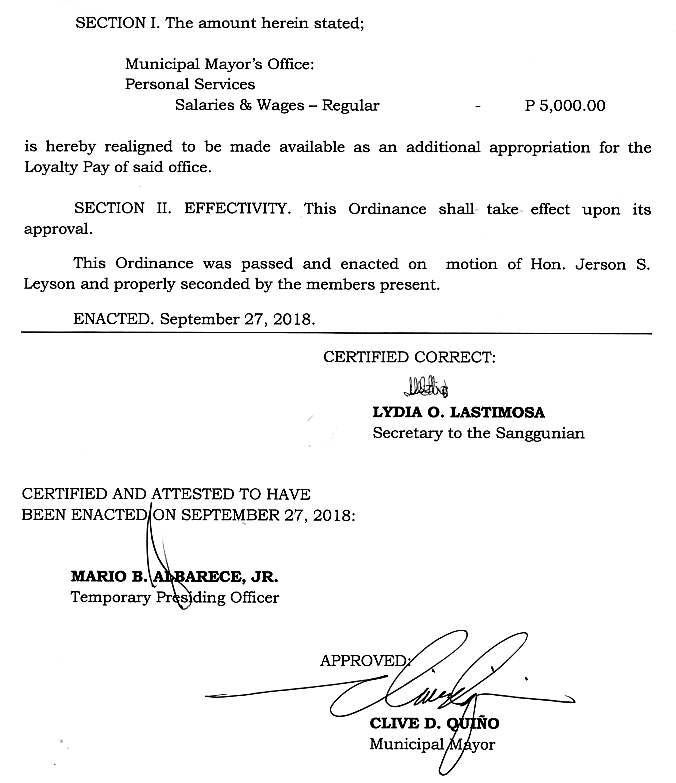 SECTION I. The amount herein stated;
Municipal Mayor's Office:
Personal Services
Salaries & Wages – Regular - P 5,000.00
is hereby realigned to be made available as an additional appropriation for the
Loyalty Pay of said office.
SECTION II. EFFECTIVITY. This Ordinance shall take effect upon its
approval.
This Ordinance was passed and enacted on motion of Hon. Jerson S.
Leyson and properly seconded by the members present.
ENACTED. September 27, 2018.
CERTIFIED CORRECT:
LYDIA O. LASTIMOSA
Secretary to the Sanggunian
CERTIFIED AND ATTESTED TO HAVE
BEEN ENACTED ON SEPTEMBER 27, 2018:
MARIO B. ALBARECE, JR.
Temporary Presiding Officer
APPROVED:
CLIVE D. QUIÑO
Municipal Mayor